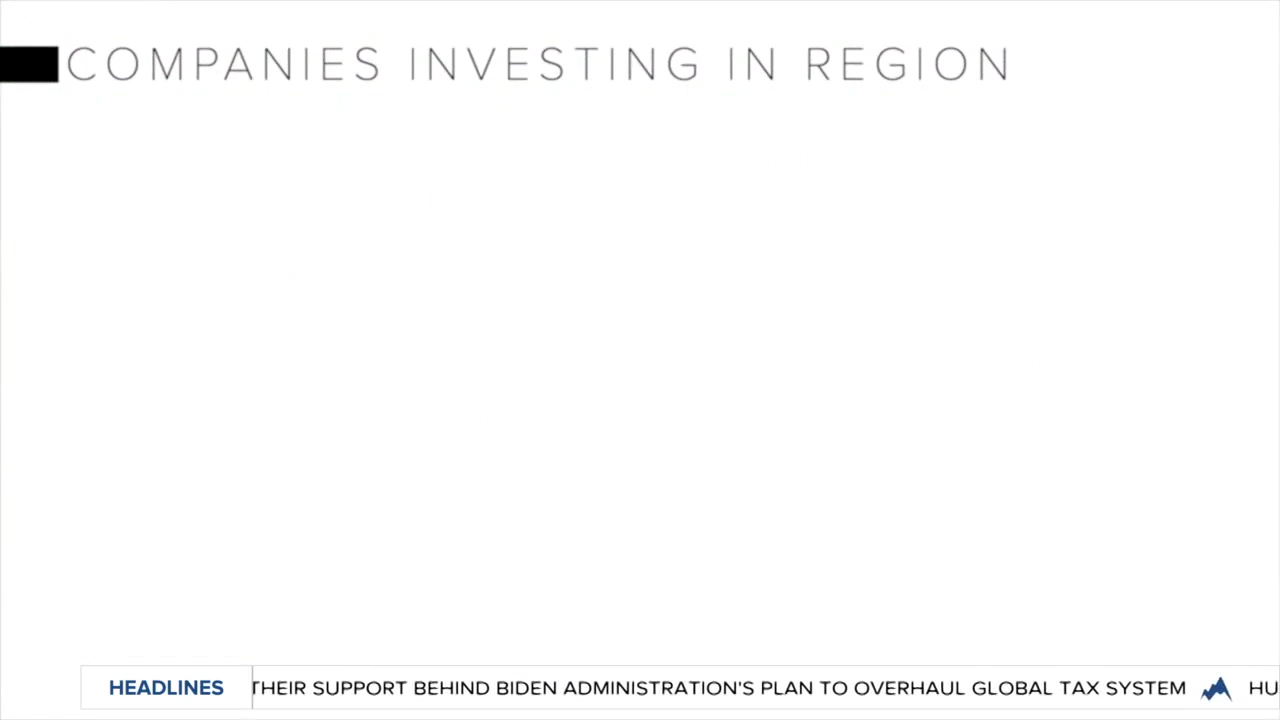 COMPANIES INVESTING IN REGION
HEADLINES THEIR SUPPORT BEHIND BIDEN ADMINISTRATION'S PLAN TO OVERHAUL GLOBAL TAX SYSTEM